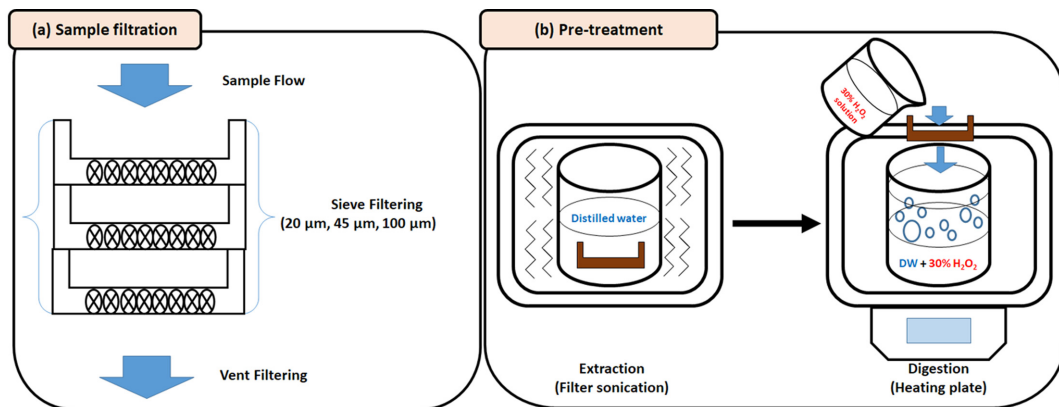 (a) Sample filtration
Sample Flow
Sieve Filtering
(20 µm, 45 µm, 100 µm)
Vent Filtering
(b) Pre-treatment
30% H₂O₂
solution
Distilled water
DW + 30% H₂O₂
Extraction
(Filter sonication)
Digestion
(Heating plate)